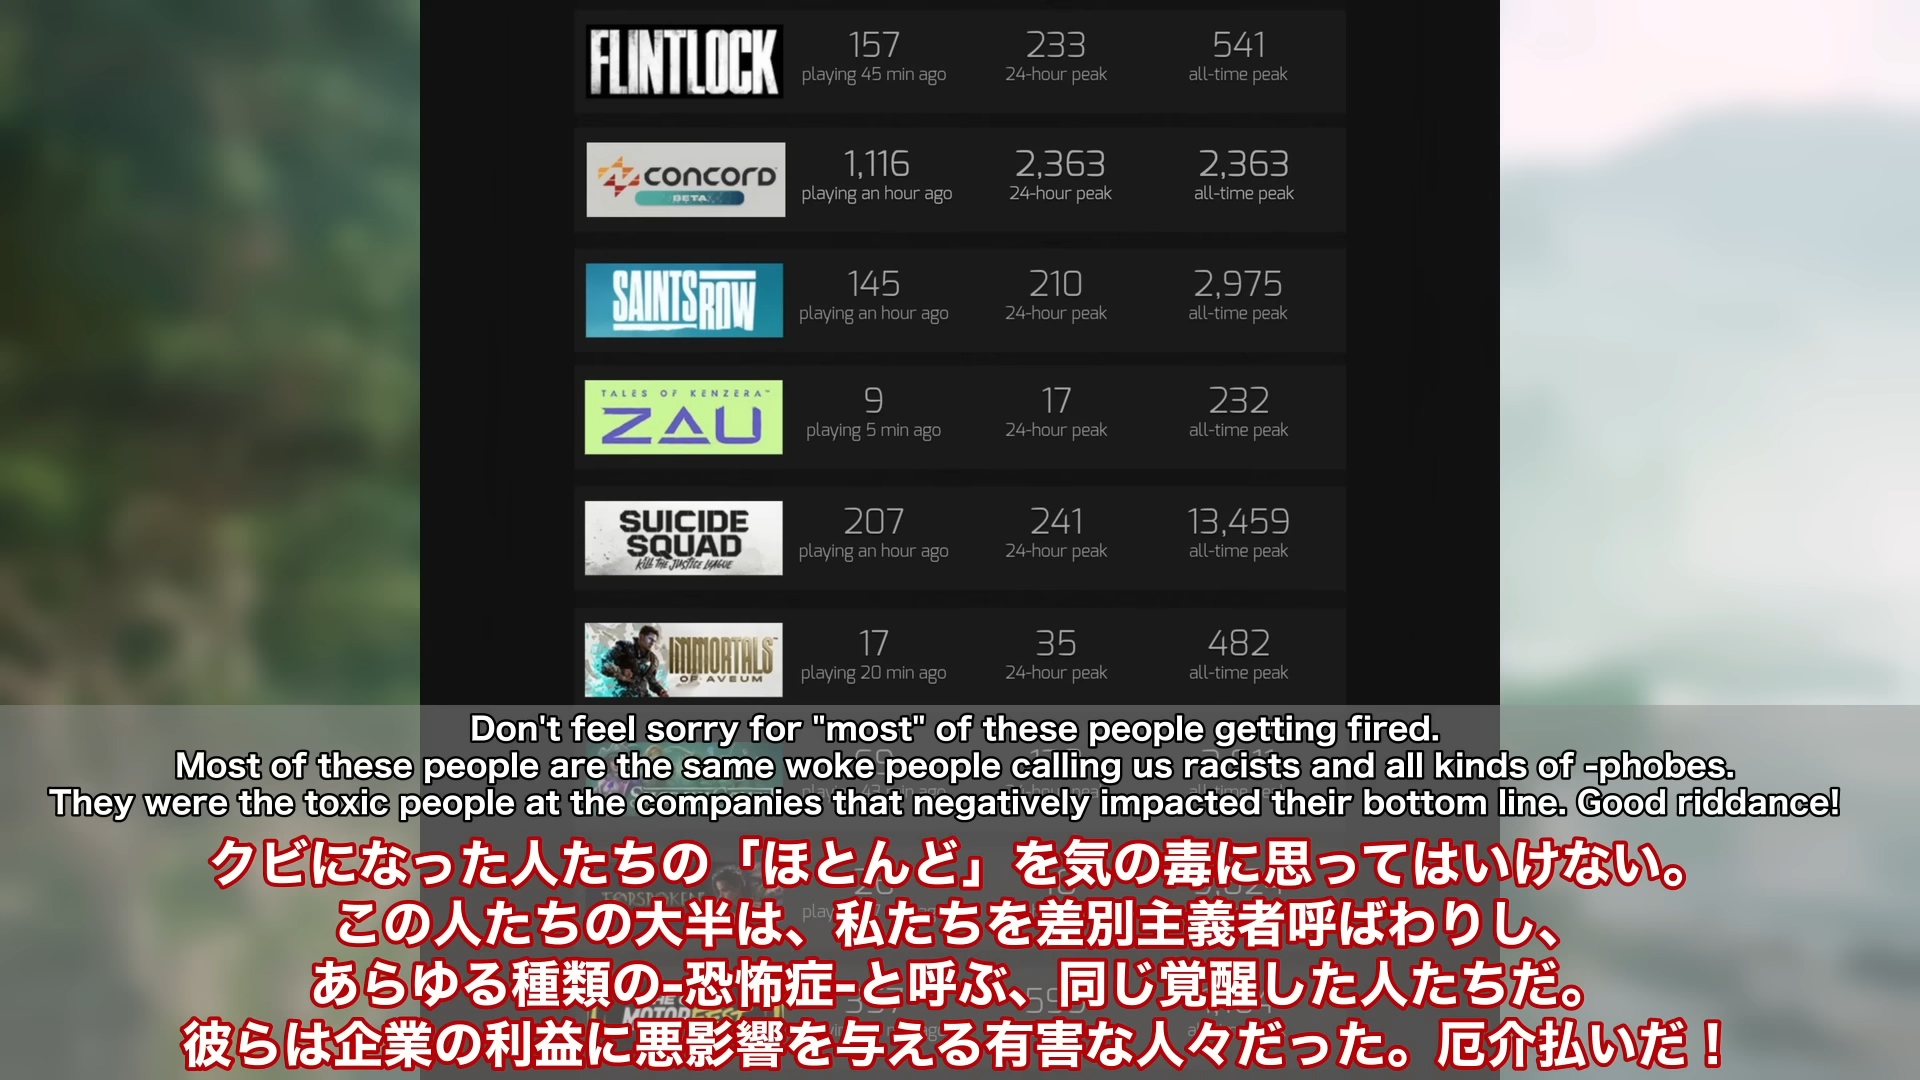 FLINTLOCK
157
233
541
playing 45 min ago
24-hour peak
all-time peak
CONCORD
BETA
1,116
2,363
2,363
playing an hour ago
24-hour peak
all-time peak
SAINTS ROW
145
210
2,975
playing an hour ago
24-hour peak
all-time peak
TALES OF KENZERA™
ZAU
9
17
232
playing 5 min ago
24-hour peak
all-time peak
SUICIDE
SQUAD
KILL THE JUSTICE LEAGUE
207
241
13,459
playing an hour ago
24-hour peak
all-time peak
IMMORTALS™
OF AVEUM
17
35
482
playing 20 min ago
24-hour peak
all-time peak
Don't feel sorry for "most" of these people getting fired.
Most of these people are the same woke people calling us racists and all kinds of -phobes.
They were the toxic people at the companies that negatively impacted their bottom line. Good riddance!
クビになった人たちの「ほとんど」を気の毒に思ってはいけない。
この人たちの大半は、私たちを差別主義者呼ばわりし、
あらゆる種類の-恐怖症-と呼ぶ、同じ覚醒した人たちだ。
彼らは企業の利益に悪影響を与える有害な人々だった。厄介払いだ！